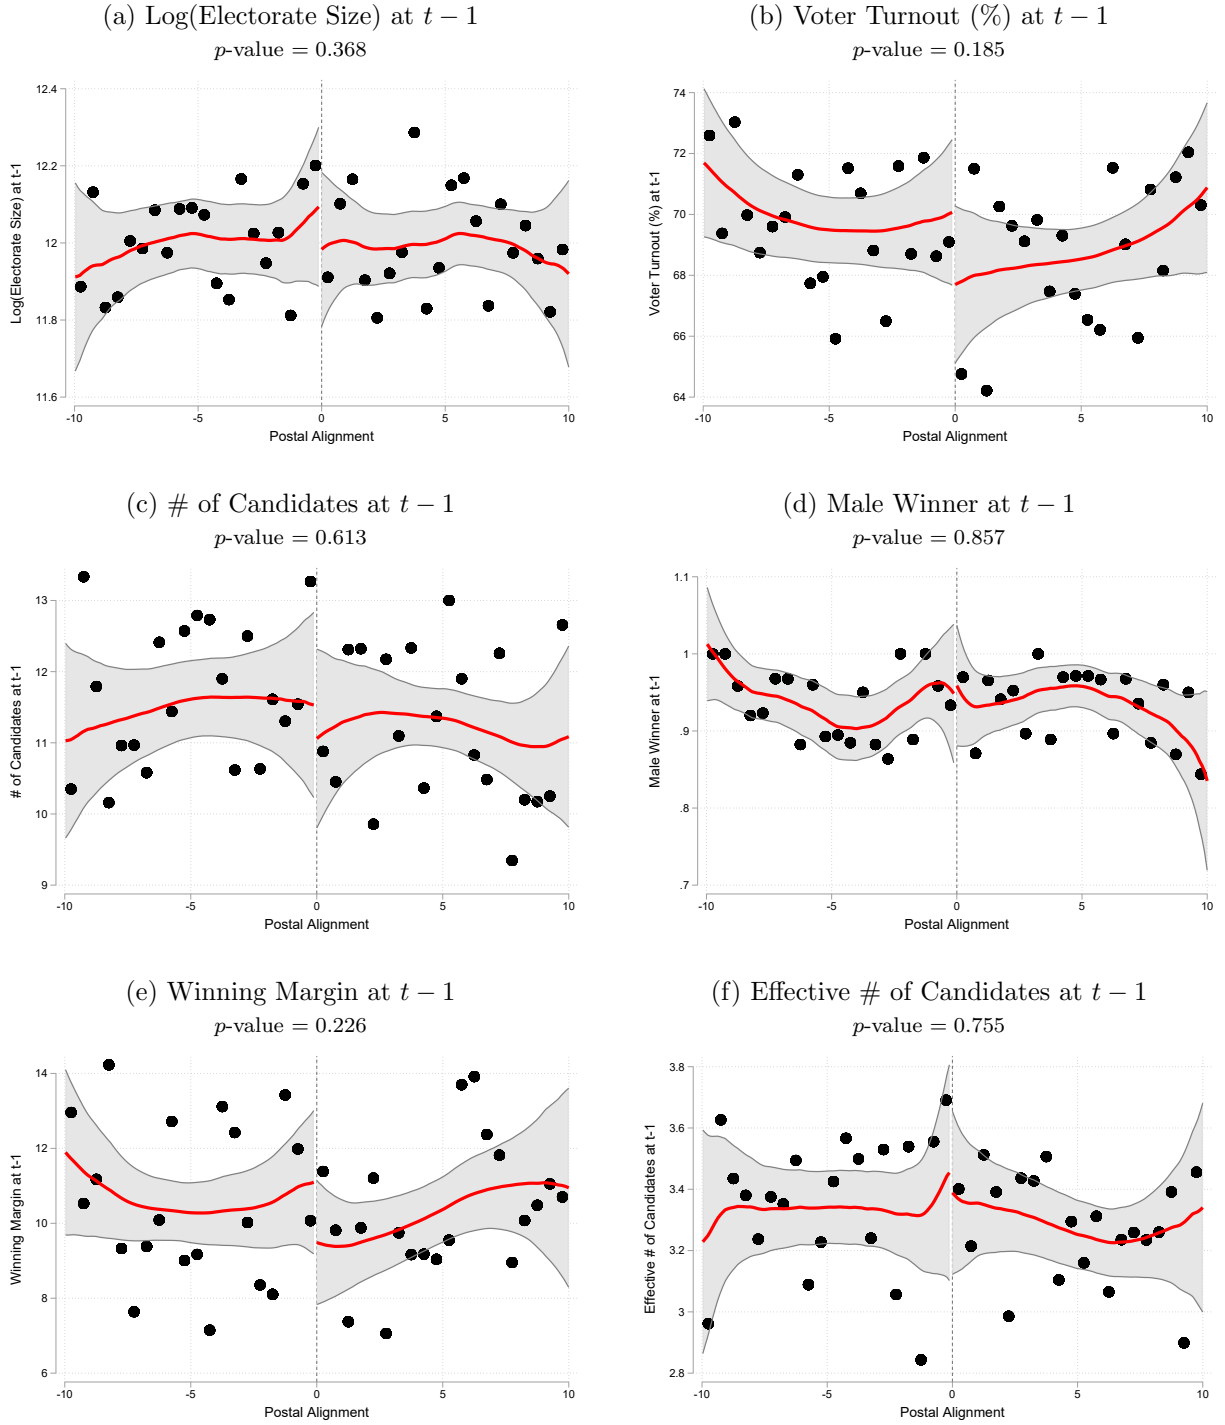 (a) Log(Electorate Size) at t − 1
p-value = 0.368
12.4
12.2
12
11.8
11.6
Log(Electorate Size) at t-1
-10 -5 0 5 10
Postal Alignment
(b) Voter Turnout (%) at t − 1
p-value = 0.185
74
72
70
68
66
64
Voter Turnout (%) at t-1
-10 -5 0 5 10
Postal Alignment
(c) # of Candidates at t − 1
p-value = 0.613
13
12
11
10
9
# of Candidates at t-1
-10 -5 0 5 10
Postal Alignment
(d) Male Winner at t − 1
p-value = 0.857
1.1
1
.9
.8
.7
Male Winner at t-1
-10 -5 0 5 10
Postal Alignment
(e) Winning Margin at t − 1
p-value = 0.226
14
12
10
8
6
Winning Margin at t-1
-10 -5 0 5 10
Postal Alignment
(f) Effective # of Candidates at t − 1
p-value = 0.755
3.8
3.6
3.4
3.2
3
2.8
Effective # of Candidates at t-1
-10 -5 0 5 10
Postal Alignment